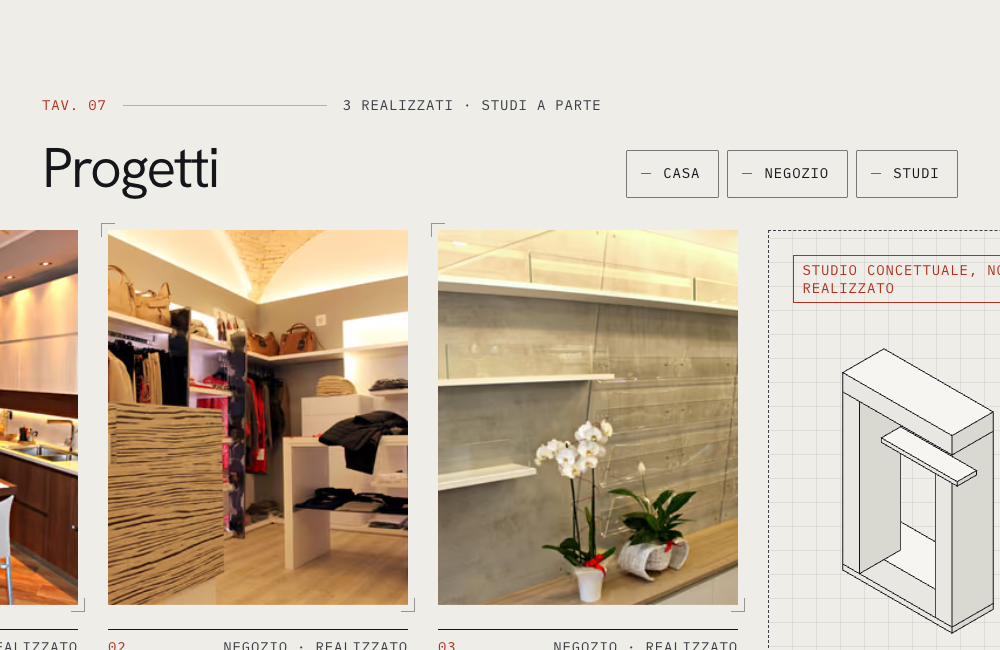 TAV. 07
3 REALIZZATI · STUDI A PARTE
Progetti
— CASA
— NEGOZIO
— STUDI
STUDIO CONCETTUALE,
REALIZZATO
REALIZZATO
02
NEGOZIO · REALIZZATO
03
NEGOZIO · REALIZZATO